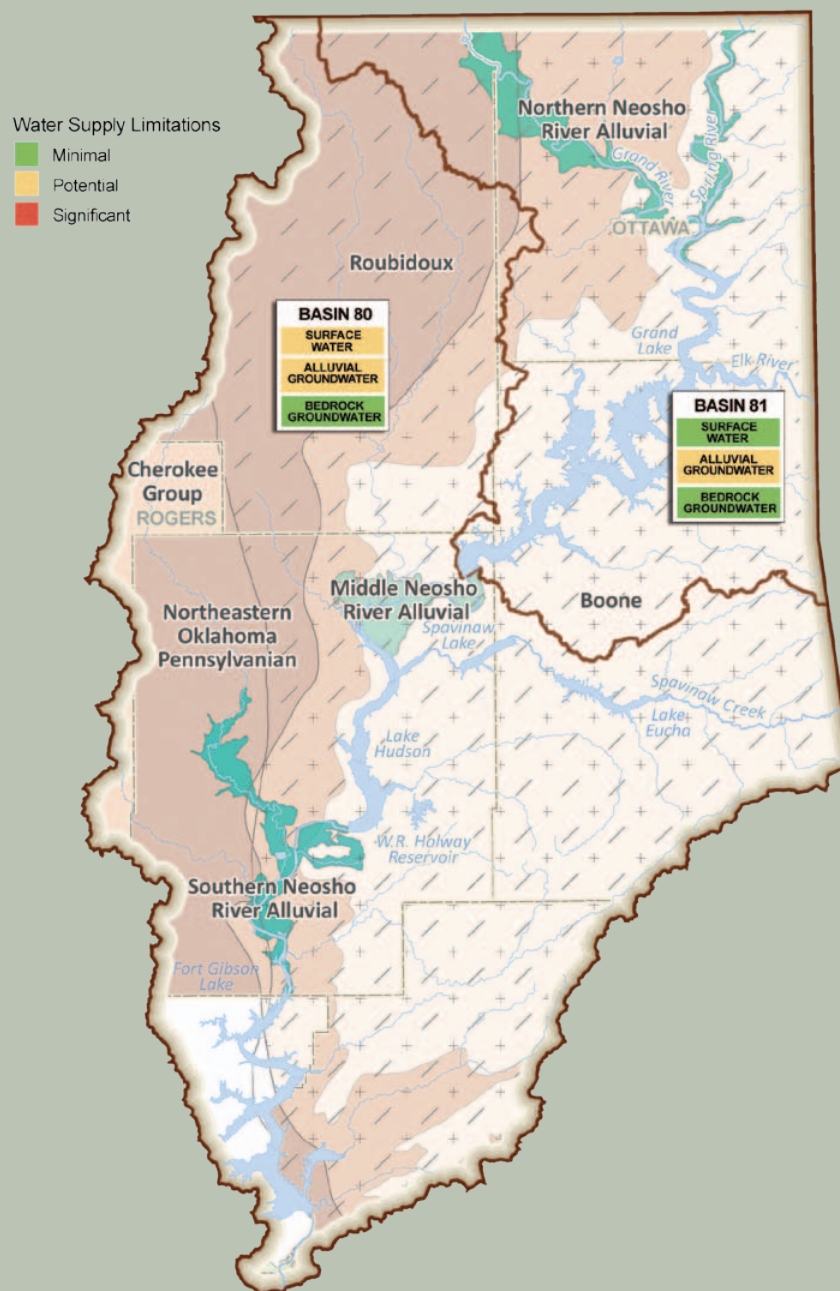 Water Supply Limitations
Minimal
Potential
Significant
Northern Neosho
River Alluvial
Grand River
Spring River
OTTAWA
Roubidoux
Grand
Lake
Elk River
BASIN 80
SURFACE
WATER
ALLUVIAL
GROUNDWATER
BEDROCK
GROUNDWATER
BASIN 81
SURFACE
WATER
ALLUVIAL
GROUNDWATER
BEDROCK
GROUNDWATER
Cherokee
Group
ROGERS
Middle Neosho
River Alluvial
Boone
Northeastern
Oklahoma
Pennsylvanian
Spavinaw
Lake
Spavinaw Creek
Lake
Eucha
Lake
Hudson
W.R. Holway
Reservoir
Southern Neosho
River Alluvial
Fort Gibson
Lake